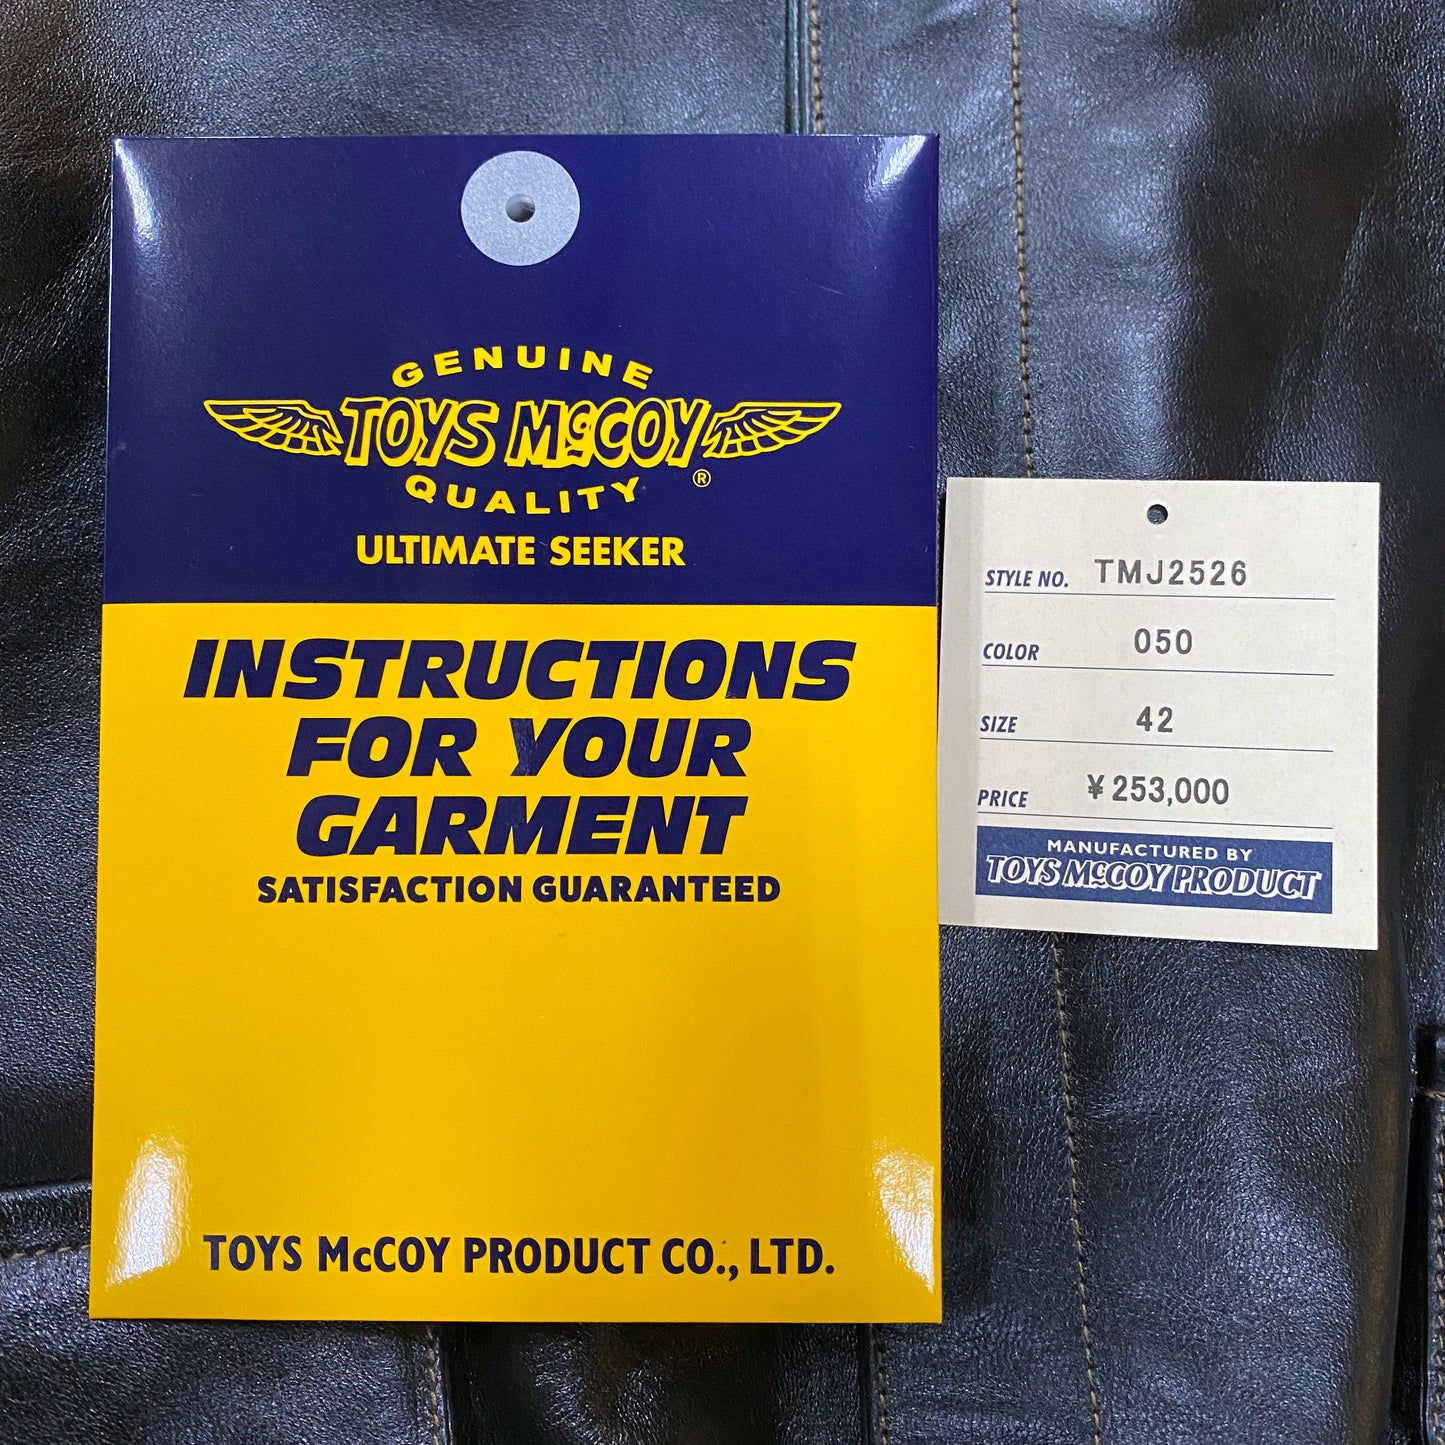 GENUINE
TOYS McCOY ®
QUALITY
ULTIMATE SEEKER
INSTRUCTIONS
FOR YOUR
GARMENT
SATISFACTION GUARANTEED
TOYS McCOY PRODUCT CO., LTD.
STYLE NO. TMJ2526
COLOR 050
SIZE 42
PRICE ¥253,000
MANUFACTURED BY
TOYS McCOY PRODUCT